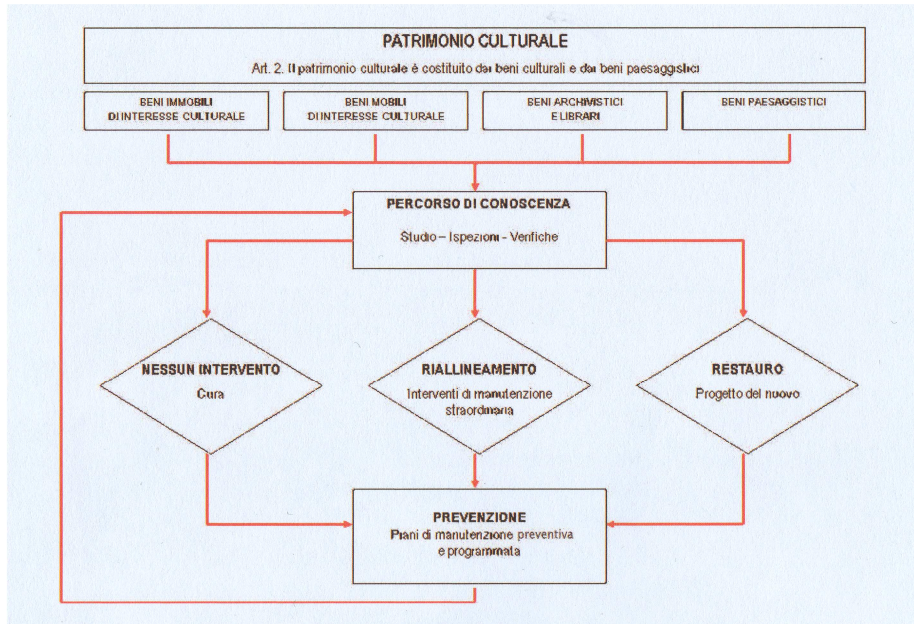 PATRIMONIO CULTURALE
Art. 2. Il patrimonio culturale è costituito dai beni culturali e dai beni paesaggistici
BENI IMMOBILI
DI INTERESSE CULTURALE
BENI MOBILI
DI INTERESSE CULTURALE
BENI ARCHIVISTICI
E LIBRARI
BENI PAESAGGISTICI
PERCORSO DI CONOSCENZA
Studio – Ispezioni - Verifiche
NESSUN INTERVENTO
Cura
RIALLINEAMENTO
Interventi di manutenzione
straordinaria
RESTAURO
Progetto del nuovo
PREVENZIONE
Piani di manutenzione preventiva
e programmata